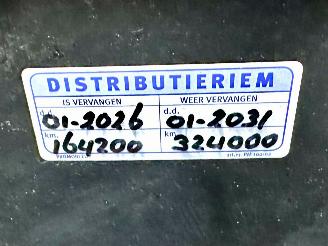 DISTRIBUTIERIEM
IS VERVANGEN WEER VERVANGEN
d.d. 01-2026 d.d. 01-2031
km. 164200 km. 324000